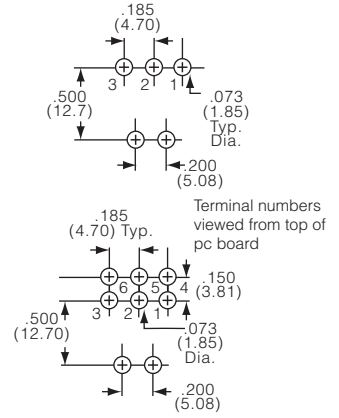 .185
(4.70)
3 2 1
.500
(12.7)
.073
(1.85)
Typ.
Dia.
.200
(5.08)
Terminal numbers
viewed from top of
pc board
.185
(4.70) Typ.
6 5 4
.150
(3.81)
3 2 1
.500
(12.70)
.073
(1.85)
Dia.
.200
(5.08)